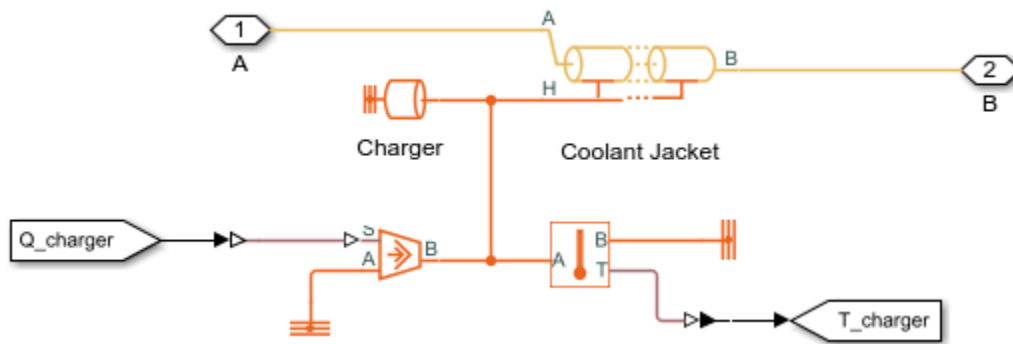 1
A
A
B
2
B
H
Charger
Coolant Jacket
Q_charger
S
A
B
A
B
T
T_charger